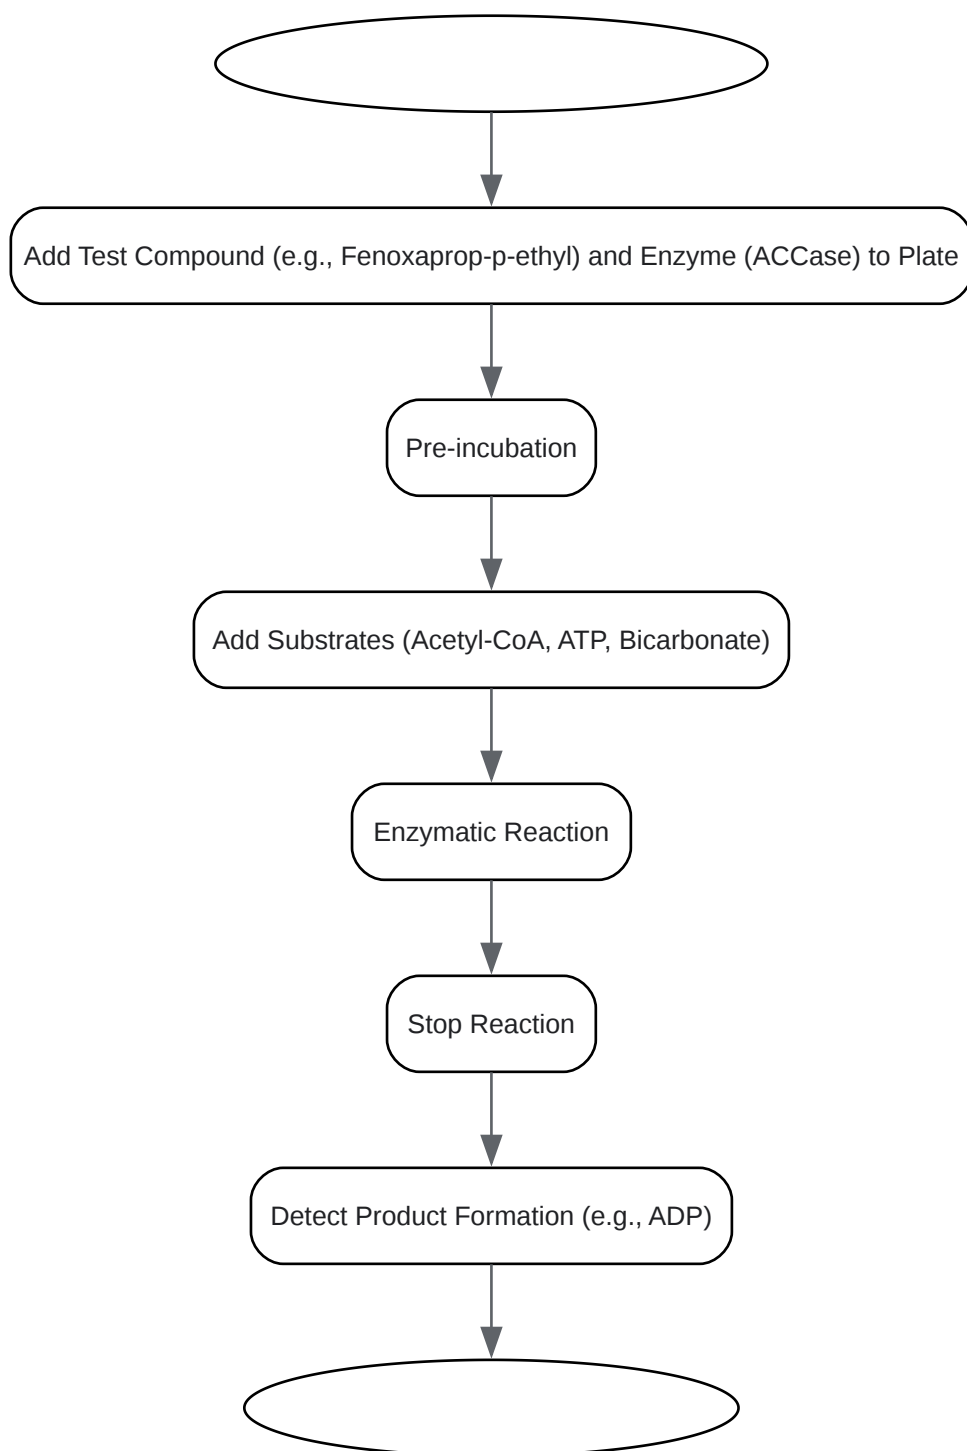 Add Test Compound (e.g., Fenoxaprop-p-ethyl) and Enzyme (ACCase) to Plate
Pre-incubation
Add Substrates (Acetyl-CoA, ATP, Bicarbonate)
Enzymatic Reaction
Stop Reaction
Detect Product Formation (e.g., ADP)